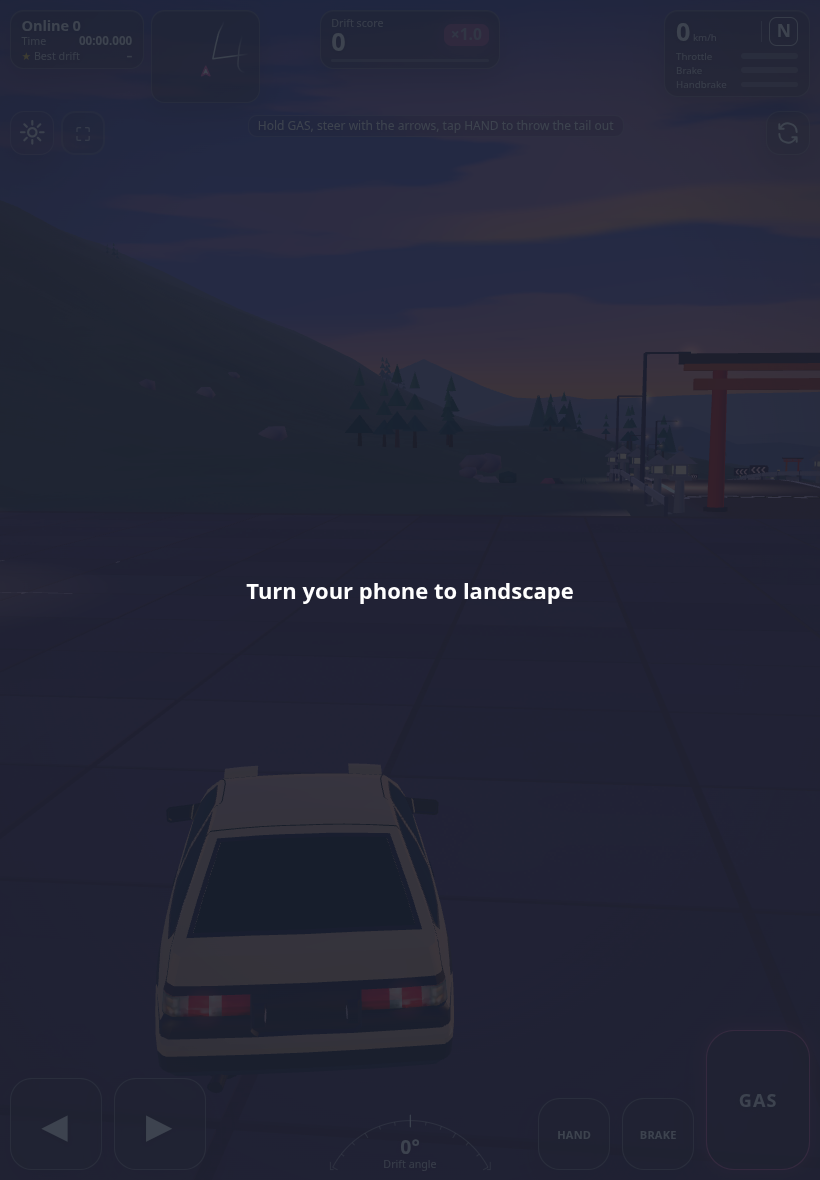 Online 0
Time 00:00.000
★ Best drift –
Drift score
0 ×1.0
0 km/h N
Throttle
Brake
Handbrake
Hold GAS, steer with the arrows, tap HAND to throw the tail out
Turn your phone to landscape
GAS
HAND BRAKE
0°
Drift angle